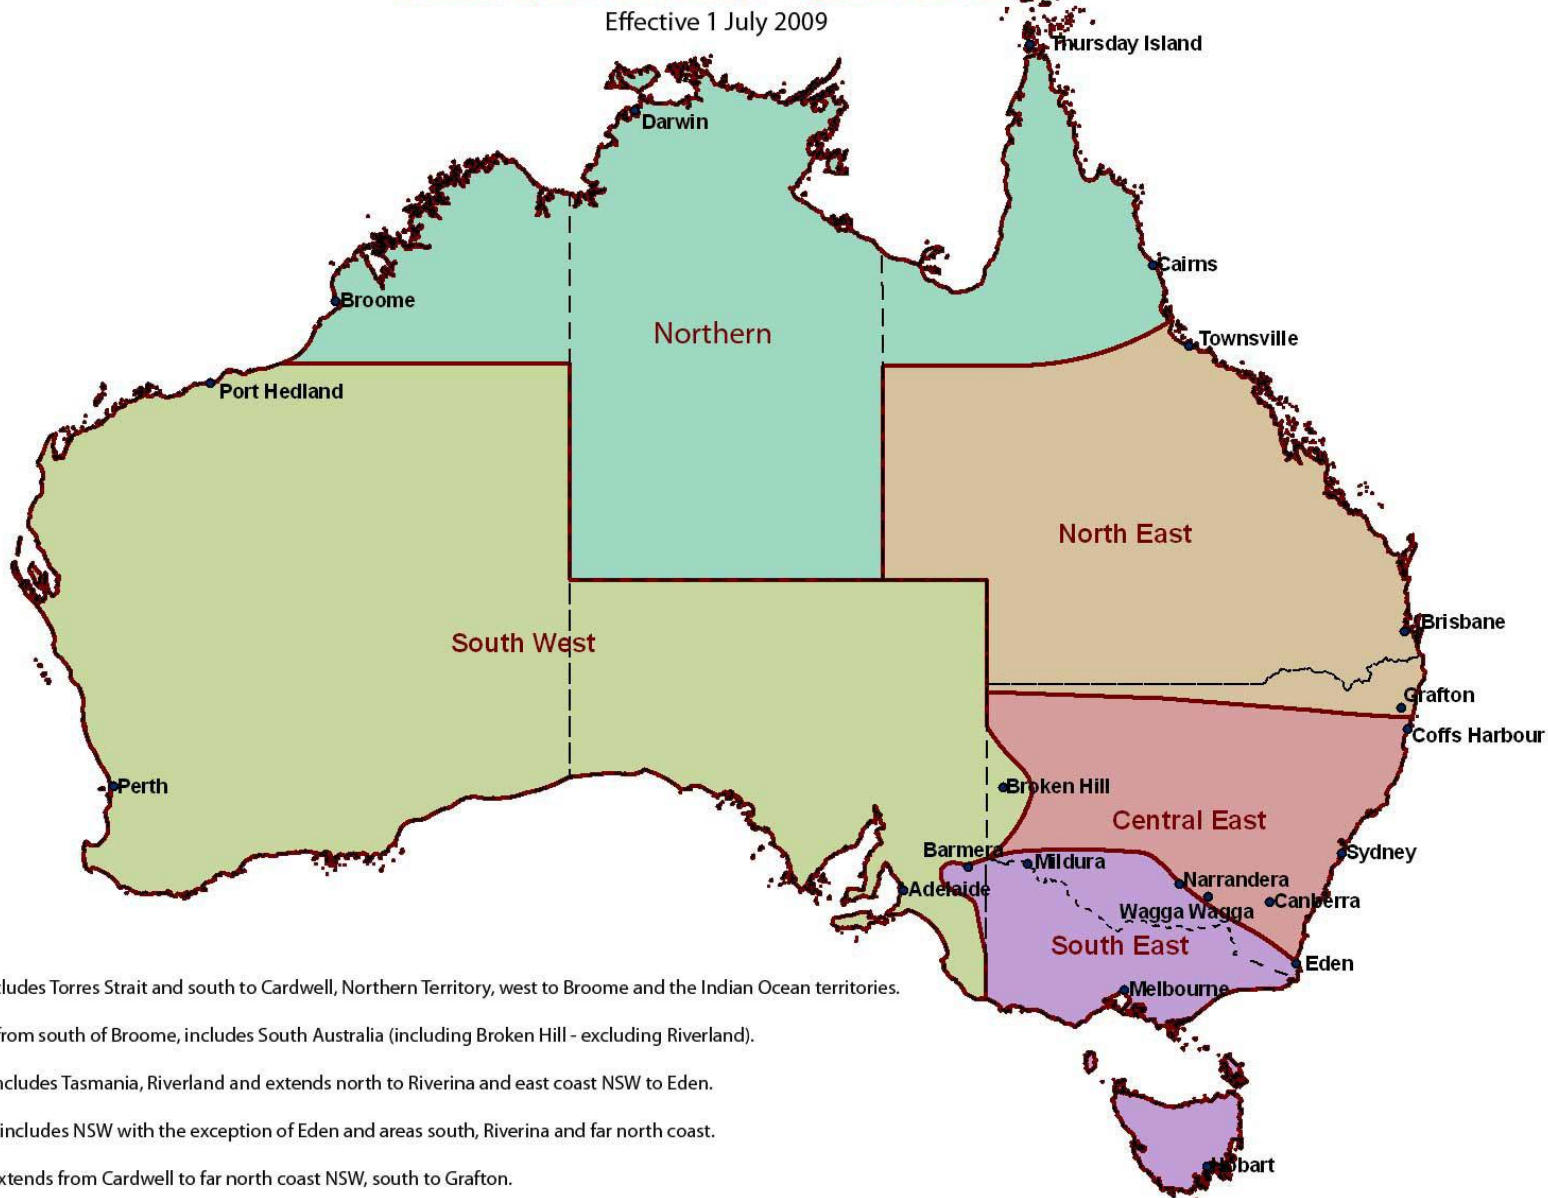 Effective 1 July 2009
Thursday Island
Darwin
Cairns
Broome
Northern
Townsville
Port Hedland
North East
Brisbane
South West
Grafton
Coffs Harbour
Perth
Broken Hill
Central East
Barmera
Mildura
Sydney
Narrandera
Adelaide
Canberra
Wagga Wagga
South East
Eden
Melbourne
cludes Torres Strait and south to Cardwell, Northern Territory, west to Broome and the Indian Ocean territories.
from south of Broome, includes South Australia (including Broken Hill - excluding Riverland).
ncludes Tasmania, Riverland and extends north to Riverina and east coast NSW to Eden.
includes NSW with the exception of Eden and areas south, Riverina and far north coast.
Hobart
xtends from Cardwell to far north coast NSW, south to Grafton.